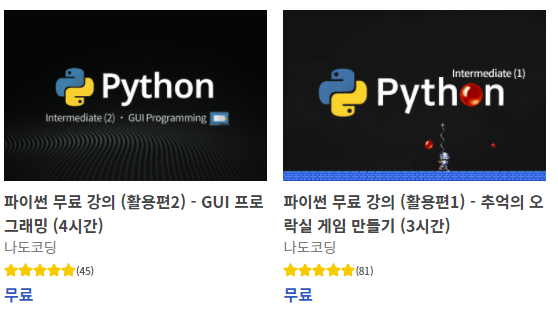 Python
Intermediate (2) · GUI Programming
파이썬 무료 강의 (활용편2) - GUI 프로
그래밍 (4시간)
나도코딩
(45)
무료
Intermediate (1)
Python
파이썬 무료 강의 (활용편1) - 추억의 오
락실 게임 만들기 (3시간)
나도코딩
(81)
무료